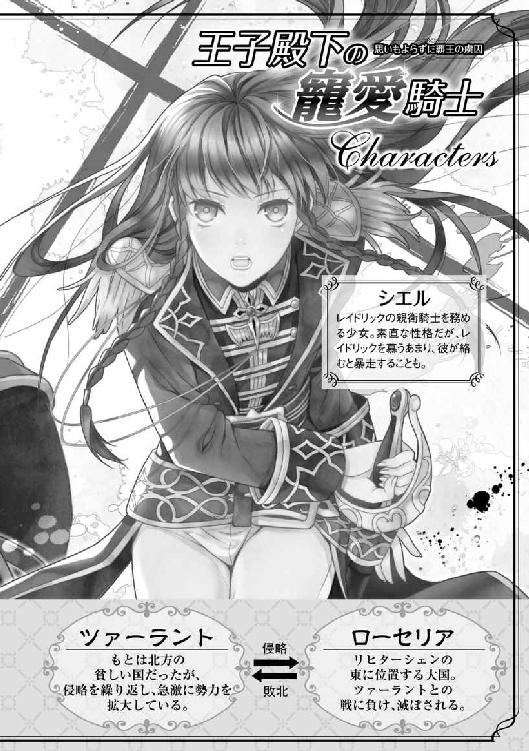 王子殿下の
思いもよらずに覇王の虜囚
寵愛騎士
Characters
シエル
レイドリックの親衛騎士を務め
る少女。素直な性格だが、レ
イドリックを慕うあまり、彼が絡
むと暴走することも。
ツァーラント
もとは北方の
貧しい国だったが、
侵略を繰り返し、急激に勢力を
拡大している。
侵略
敗北
ローセリア
リヒターシェンの
東に位置する大国。
ツァーラントとの
戦に負け、滅ぼされる。